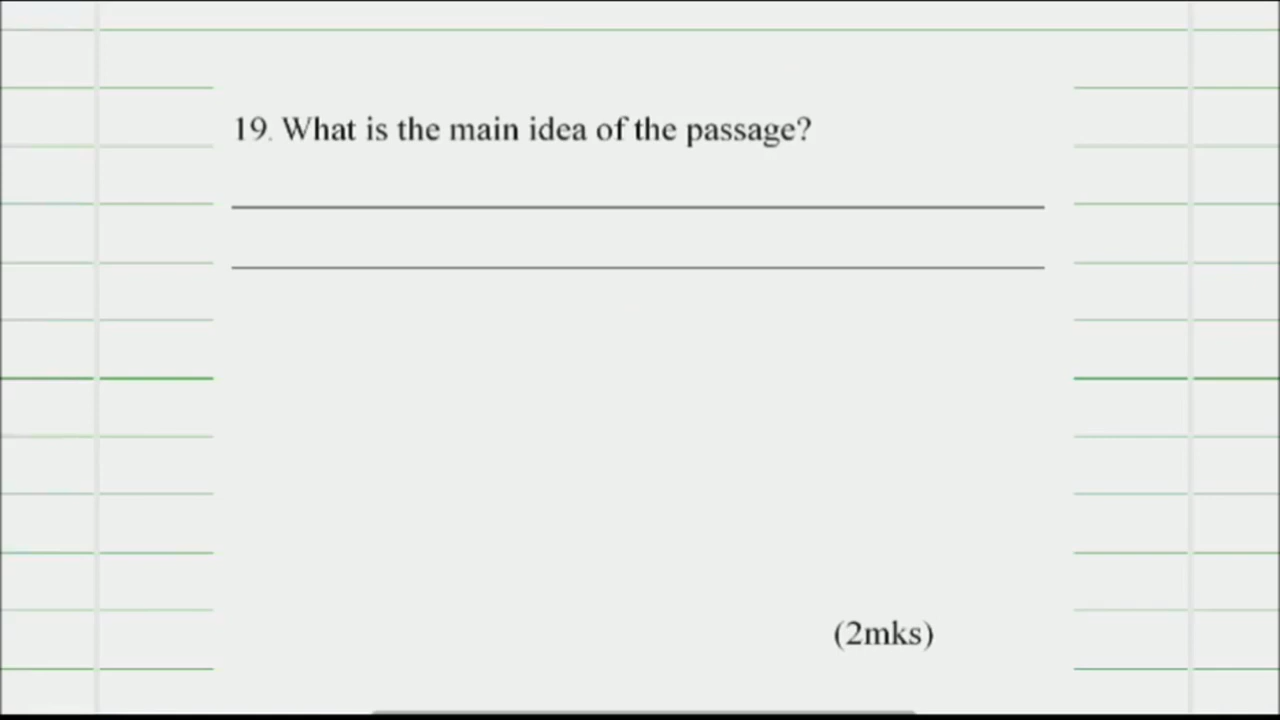 19. What is the main idea of the passage?
(2mks)